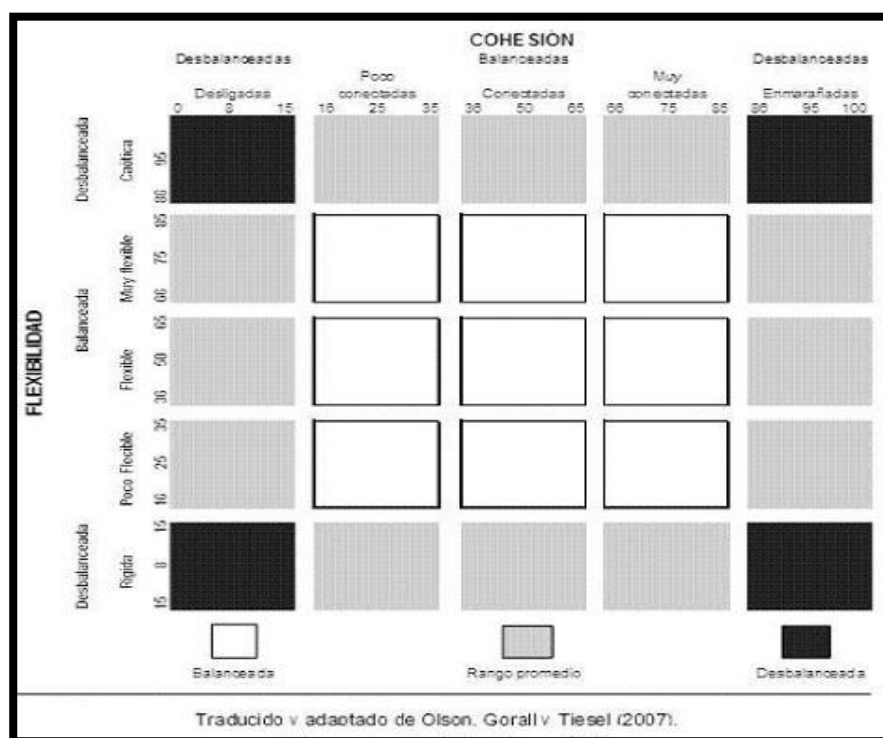 COHE SIÓN
Desbalanceadas Balanceadas Desbalanceadas
Desligadas Poco conectadas Conectadas Muy conectadas Enmarañadas
0 8 15 16 25 35 36 50 65 66 75 85 86 95 100
FLEXIBILIDAD
Desbalanceada
Caótica
95
Balanceada
Muy flexible
85
75
66
Flexible
65
50
36
Poco Flecible
35
25
16
Desbalanceada
Rígida
15
8
15
Balanceada Rango promedio Desbalanceada
Traducido y adaptado de Olson. Gorall y Tiesel (2007).